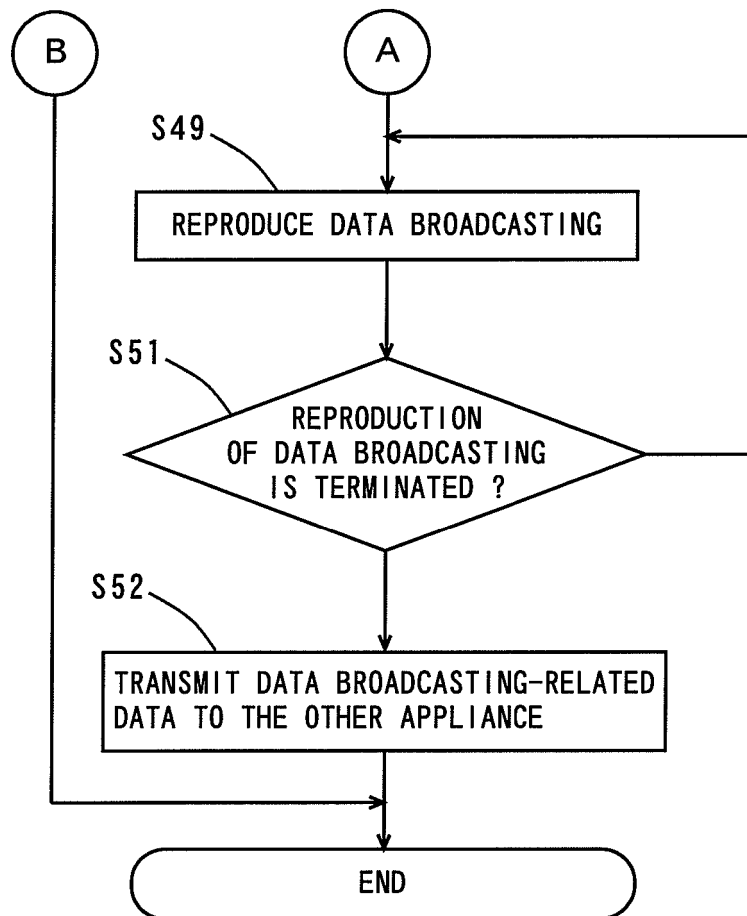 B
A
S49
REPRODUCE DATA BROADCASTING
S51
REPRODUCTION
OF DATA BROADCASTING
IS TERMINATED ?
S52
TRANSMIT DATA BROADCASTING-RELATED
DATA TO THE OTHER APPLIANCE
END